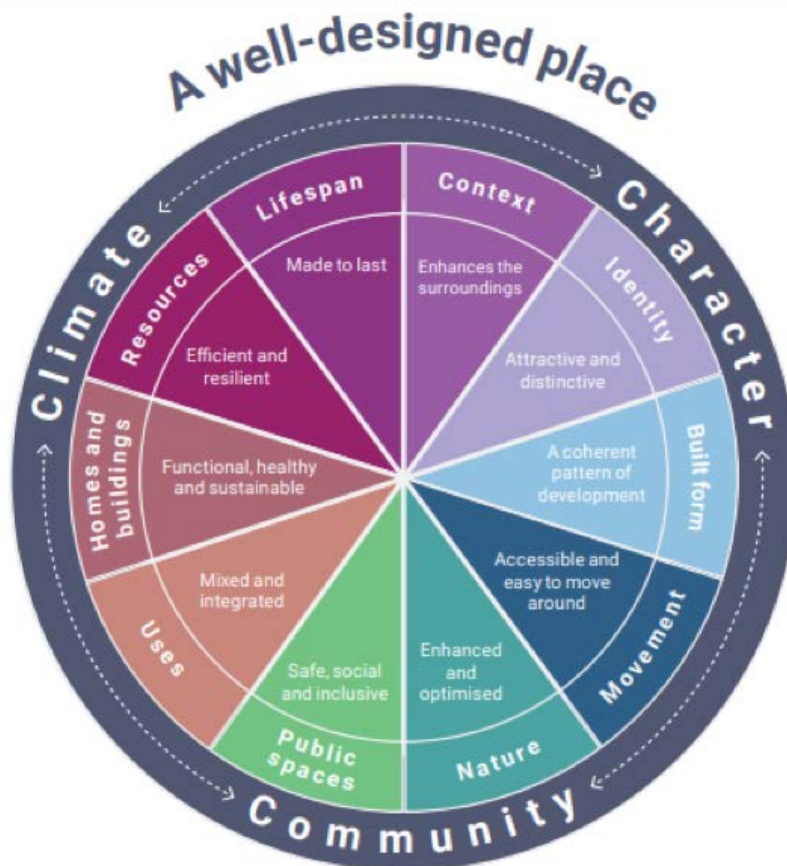 A well-designed place
Climate
Character
Community
Context
Enhances the
surroundings
Identity
Attractive and
distinctive
Built form
A coherent
pattern of
development
Movement
Accessible and
easy to move
around
Nature
Enhanced
and
optimised
Public
spaces
Safe, social
and inclusive
Uses
Mixed and
integrated
Homes and
buildings
Functional, healthy
and sustainable
Resources
Efficient and
resilient
Lifespan
Made to last